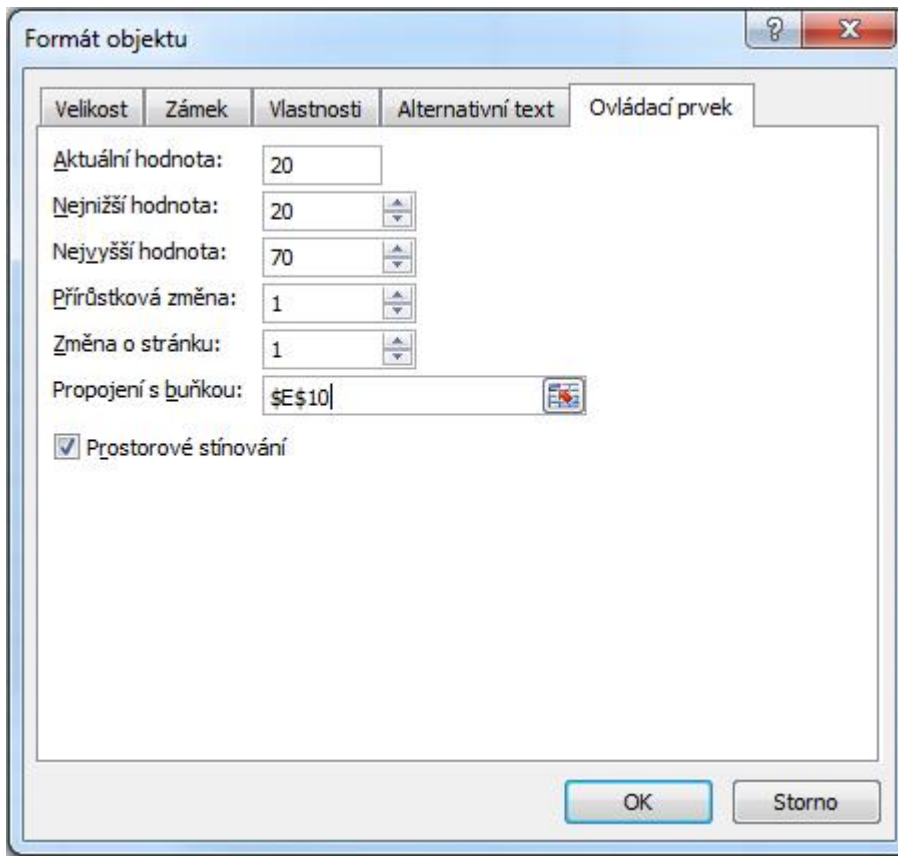 Formát objektu
Velikost Zámek Vlastnosti Alternativní text Ovládací prvek
Aktuální hodnota: 20
Nejnižší hodnota: 20
Nejvyšší hodnota: 70
Přírůstková změna: 1
Změna o stránku: 1
Propojení s buňkou: $E$10
Prostorové stínování
OK Storno